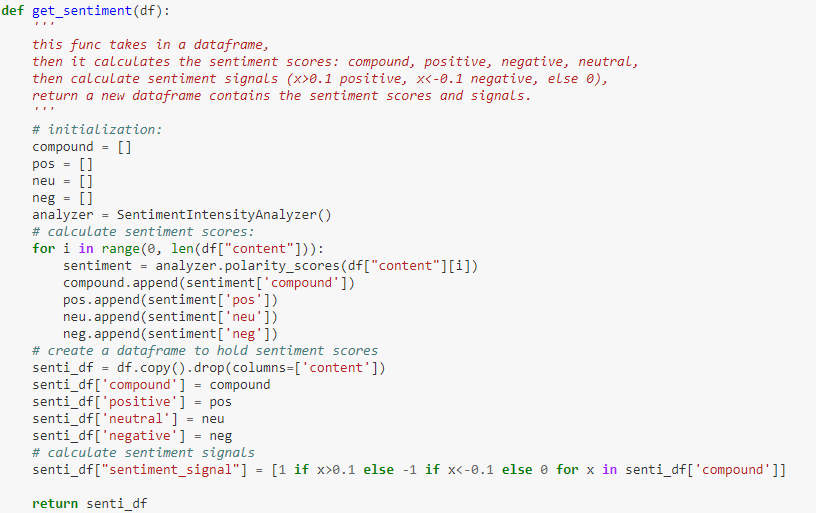 def get_sentiment(df):
    '''
    this func takes in a dataframe,
    then it calculates the sentiment scores: compound, positive, negative, neutral,
    then calculate sentiment signals (x>0.1 positive, x<-0.1 negative, else 0),
    return a new dataframe contains the sentiment scores and signals.
    '''
    # initialization:
    compound = []
    pos = []
    neu = []
    neg = []
    analyzer = SentimentIntensityAnalyzer()
    # calculate sentiment scores:
    for i in range(0, len(df["content"])):
        sentiment = analyzer.polarity_scores(df["content"][i])
        compound.append(sentiment['compound'])
        pos.append(sentiment['pos'])
        neu.append(sentiment['neu'])
        neg.append(sentiment['neg'])
    # create a dataframe to hold sentiment scores
    senti_df = df.copy().drop(columns=['content'])
    senti_df['compound'] = compound
    senti_df['positive'] = pos
    senti_df['neutral'] = neu
    senti_df['negative'] = neg
    # calculate sentiment signals
    senti_df["sentiment_signal"] = [1 if x>0.1 else -1 if x<-0.1 else 0 for x in senti_df['compound']]

    return senti_df